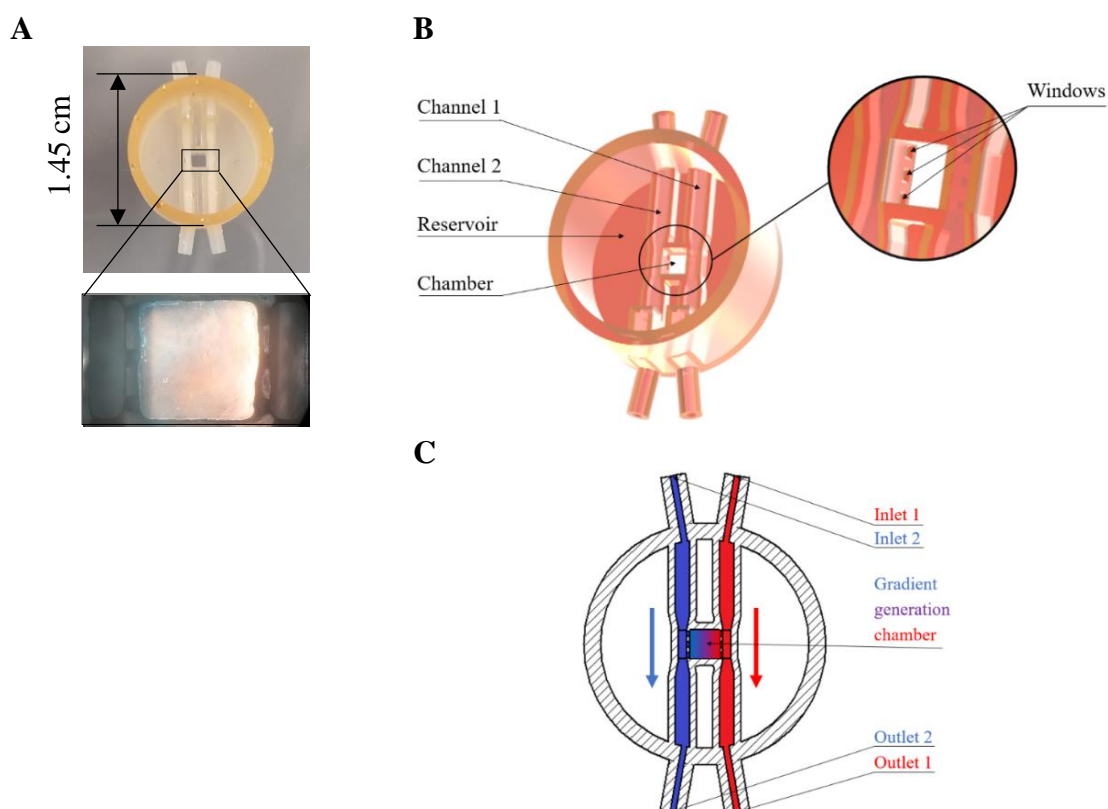 A
1.45 cm
B
Channel 1
Channel 2
Reservoir
Chamber
Windows
C
Inlet 1
Inlet 2
Gradient
generation
chamber
Outlet 2
Outlet 1